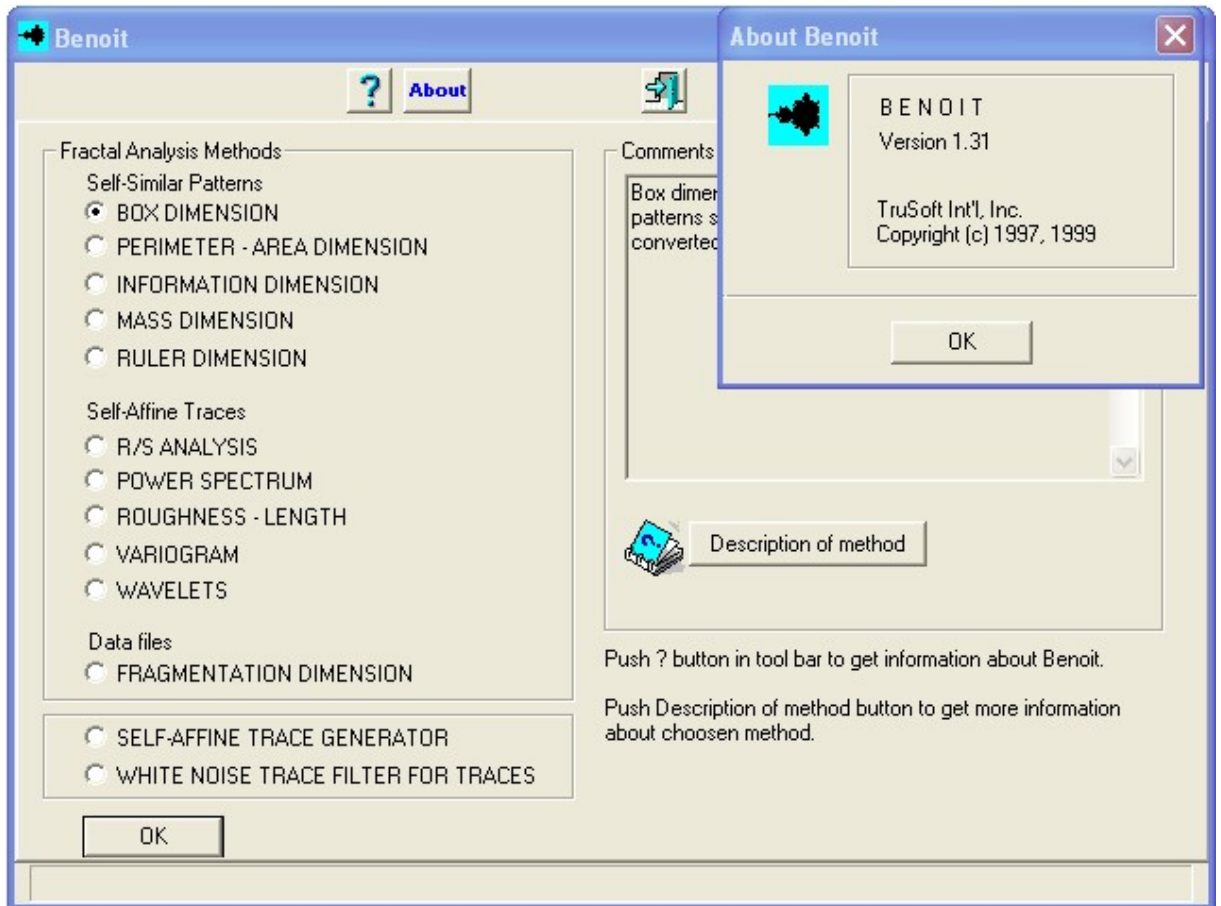 Benoit
About Benoit
?
About
BENOIT
Version 1.31
TruSoft Int'l, Inc.
Copyright (c) 1997, 1999
OK
Fractal Analysis Methods
Self-Similar Patterns
BOX DIMENSION
PERIMETER - AREA DIMENSION
INFORMATION DIMENSION
MASS DIMENSION
RULER DIMENSION
Self-Affine Traces
R/S ANALYSIS
POWER SPECTRUM
ROUGHNESS - LENGTH
VARIOGRAM
WAVELETS
Data files
FRAGMENTATION DIMENSION
SELF-AFFINE TRACE GENERATOR
WHITE NOISE TRACE FILTER FOR TRACES
OK
Comments
Box
patterns
converted
?
Description of method
Push ? button in tool bar to get information about Benoit.
Push Description of method button to get more information
about choosen method.